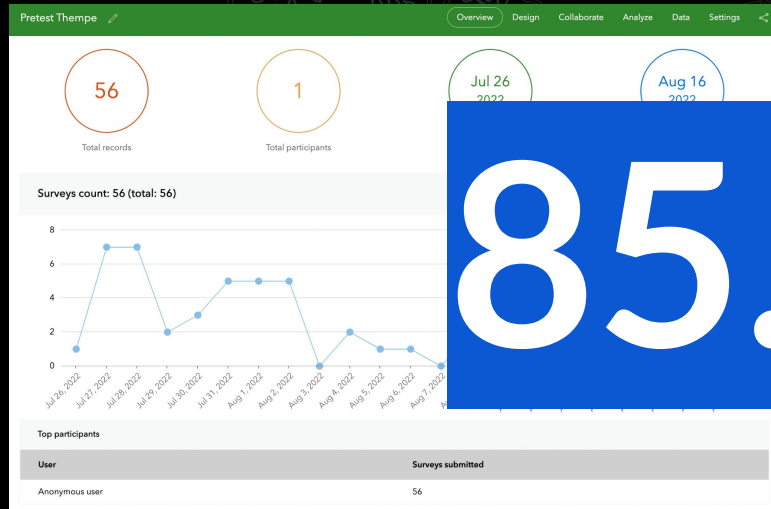 Pretest Thempe
Overview Design Collaborate Analyze Data Settings
56
1
Jul 26
2022
Aug 16
2022
Total records
Total participants
Surveys count: 56 (total: 56)
85.
8
6
4
2
0
Jul 26, 2022
Jul 27, 2022
Jul 28, 2022
Jul 29, 2022
Jul 30, 2022
Jul 31, 2022
Aug 1, 2022
Aug 2, 2022
Aug 3, 2022
Aug 4, 2022
Aug 5, 2022
Aug 6, 2022
Aug 7, 2022
Top participants
User Surveys submitted
Anonymous user 56